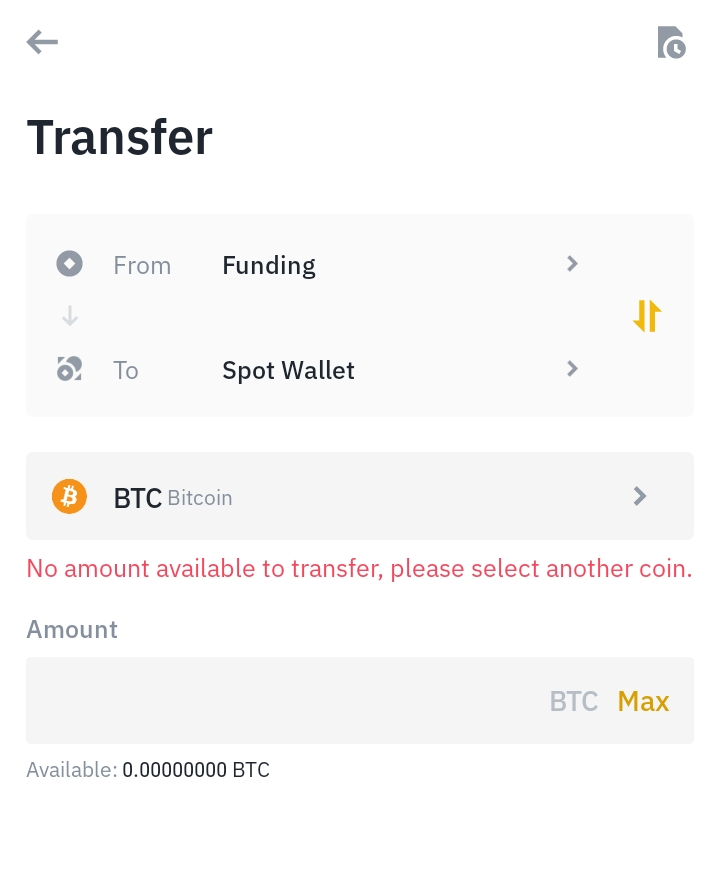 Transfer
From Funding
To Spot Wallet
BTC Bitcoin
No amount available to transfer, please select another coin.
Amount
BTC Max
Available: 0.00000000 BTC